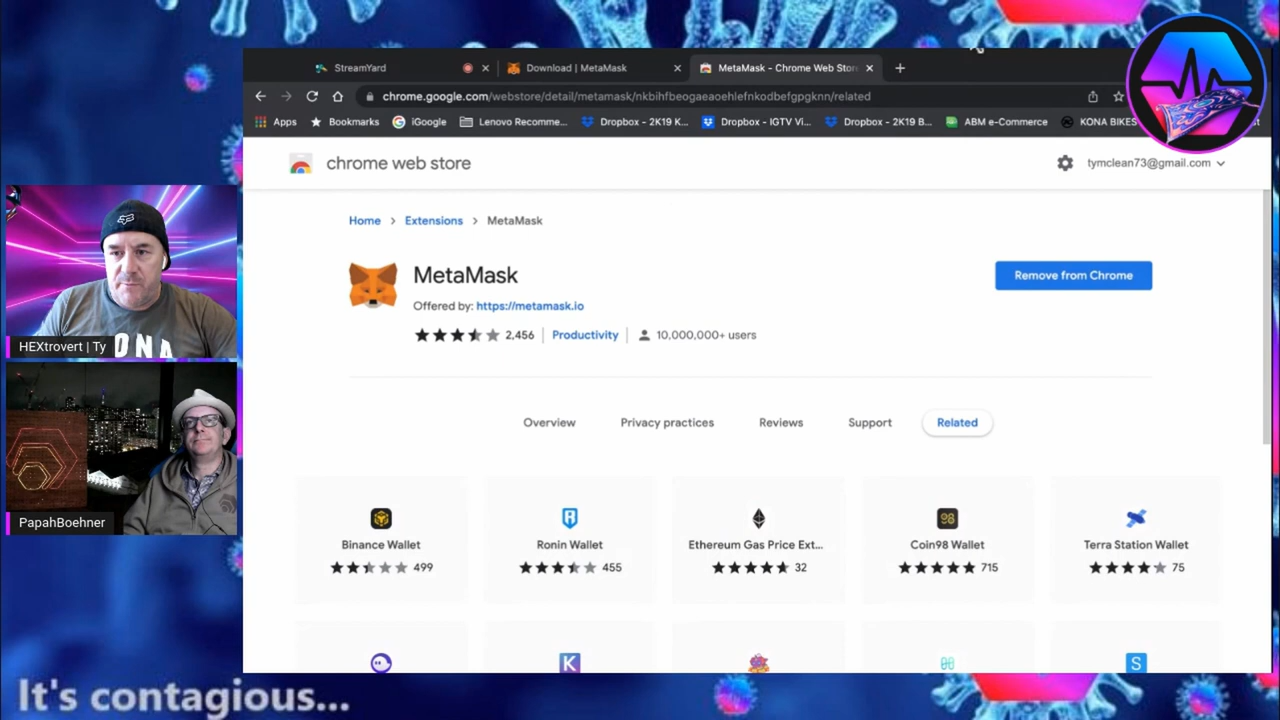 StreamYard
Download | MetaMask
MetaMask - Chrome Web Stor
chrome.google.com/webstore/detail/metamask/nkbihfbeogaeaoehlefnkodbefgpgknn/related
Apps
Bookmarks
iGoogle
Lenovo Recomme...
Dropbox - 2K19 K...
Dropbox - IGTV Vi...
Dropbox - 2K19 B...
ABM e-Commerce
KONA BIKES
chrome web store
tymclean73@gmail.com
Home > Extensions > MetaMask
MetaMask
Remove from Chrome
Offered by: https://metamask.io
2,456 | Productivity | 10,000,000+ users
Overview
Privacy practices
Reviews
Support
Related
Binance Wallet
499
Ronin Wallet
455
Ethereum Gas Price Ext...
32
Coin98 Wallet
715
Terra Station Wallet
75
HEXtrovert | Ty
PapahBoehner
It's contagious...